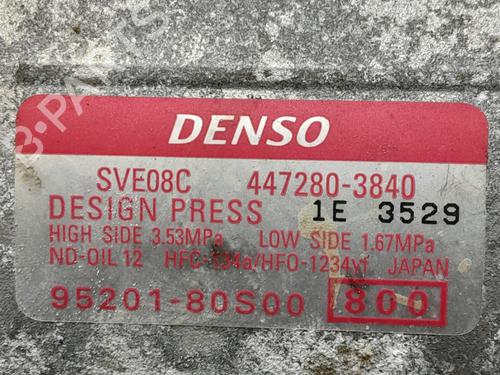 DENSO
SVE08C 447280-3840
DESIGN PRESS 1E 3529
HIGH SIDE 3.53MPa LOW SIDE 1.67MPa
ND-OIL 12 HFC-134a/HFO-1234yf JAPAN
95201-80S00 800